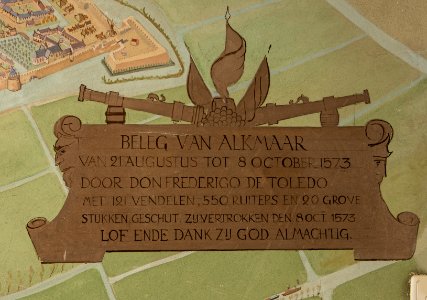 BELEG VAN ALKMAAR
VAN 21 AUGUSTUS TOT 8 OCTOBER 1573
DOOR DON FREDERIGO DE TOLEDO
MET 121 VENDELEN, 550 RUITERS EN 20 GROVE
STUKKEN GESCHUT. ZIJ VERTROKKEN DEN 8 OCT. 1573
LOF ENDE DANK ZIJ GOD ALMACHTIG.